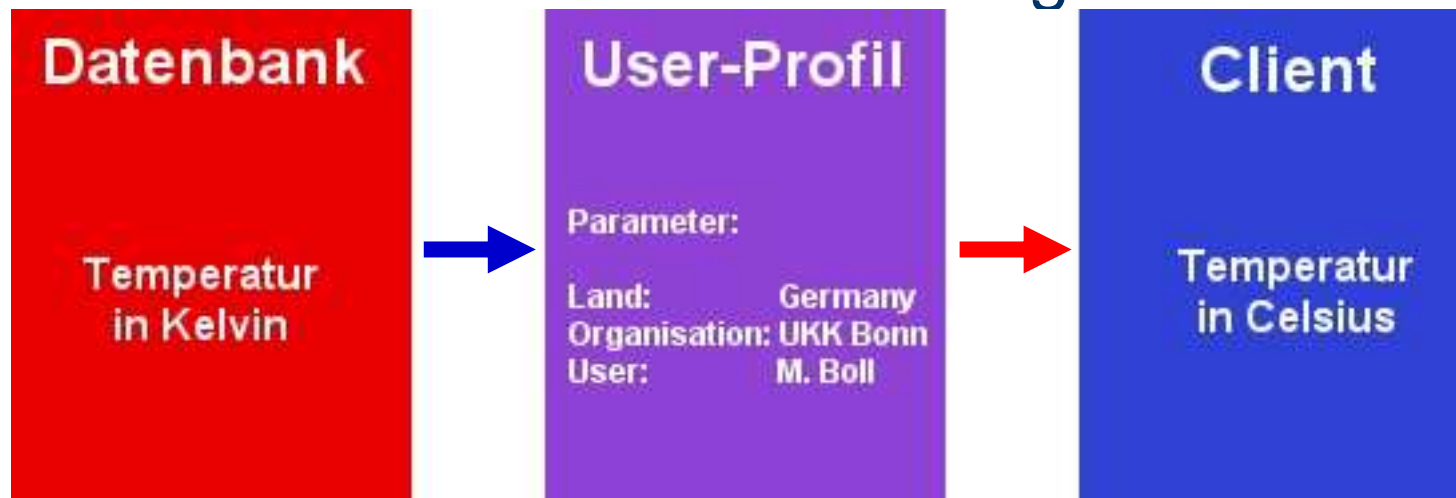 Datenbank
Temperatur
in Kelvin
User-Profil
Parameter:
Land: Germany
Organisation: UKK Bonn
User: M. Boll
Client
Temperatur
in Celsius